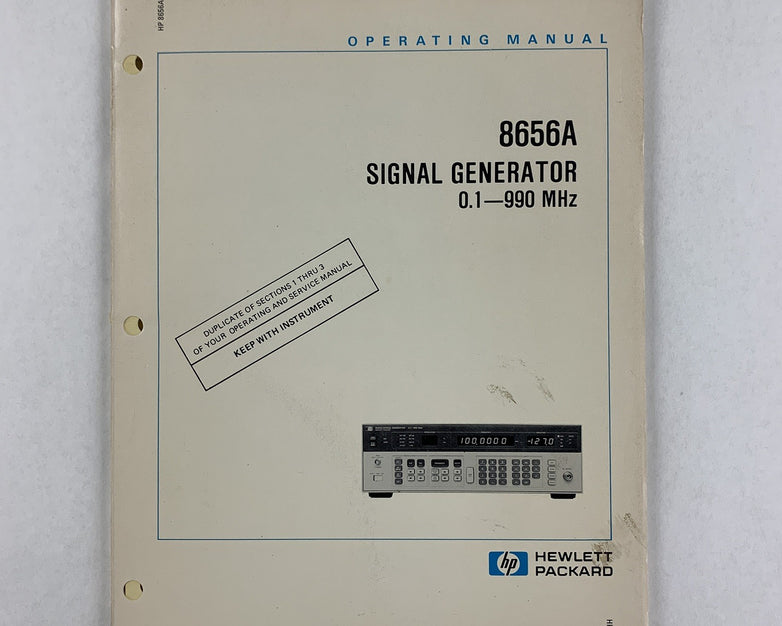 HP 8656A
OPERATING MANUAL
8656A
SIGNAL GENERATOR
0.1—990 MHz
DUPLICATE OF SECTIONS 1 THRU 3
OF YOUR OPERATING AND SERVICE MANUAL
KEEP WITH INSTRUMENT
100.0000
-127.0
hp
HEWLETT
PACKARD